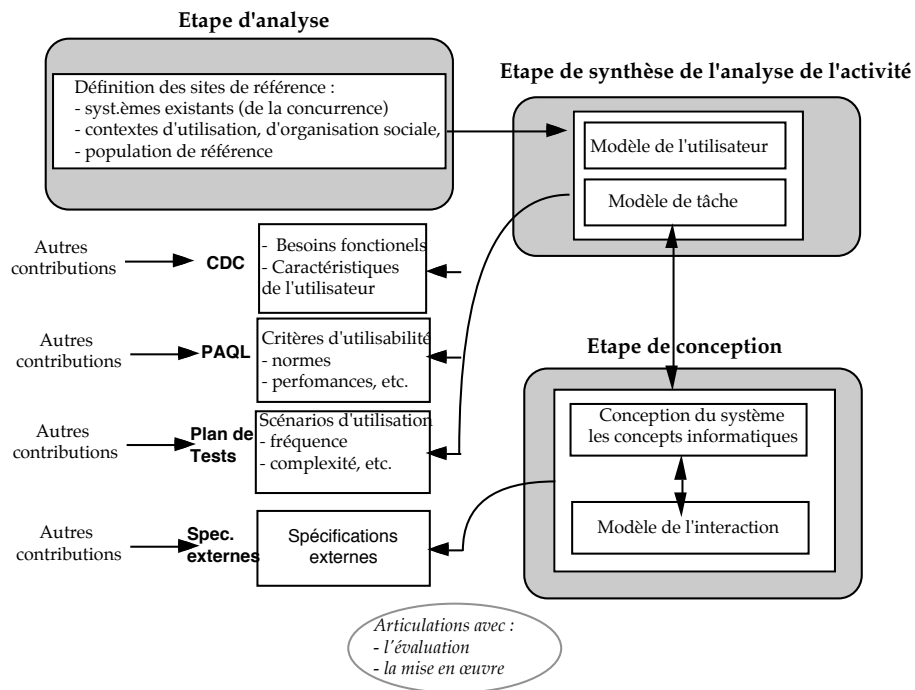 Etape d'analyse
Définition des sites de référence :
- syst.èmes existants (de la concurrence)
- contextes d'utilisation, d'organisation sociale,
- population de référence
Etape de synthèse de l'analyse de l'activité
Modèle de l'utilisateur
Modèle de tâche
Autres
contributions
CDC
- Besoins fonctionels
- Caractéristiques
de l'utilisateur
Autres
contributions
PAQL
Critères d'utilisabilité
- normes
- perfomances, etc.
Autres
contributions
Plan de
Tests
Scénarios d'utilisation
- fréquence
- complexité, etc.
Autres
contributions
Spec.
externes
Spécifications
externes
Etape de conception
Conception du système
les concepts informatiques
Modèle de l'interaction
Articulations avec :
- l'évaluation
- la mise en œuvre